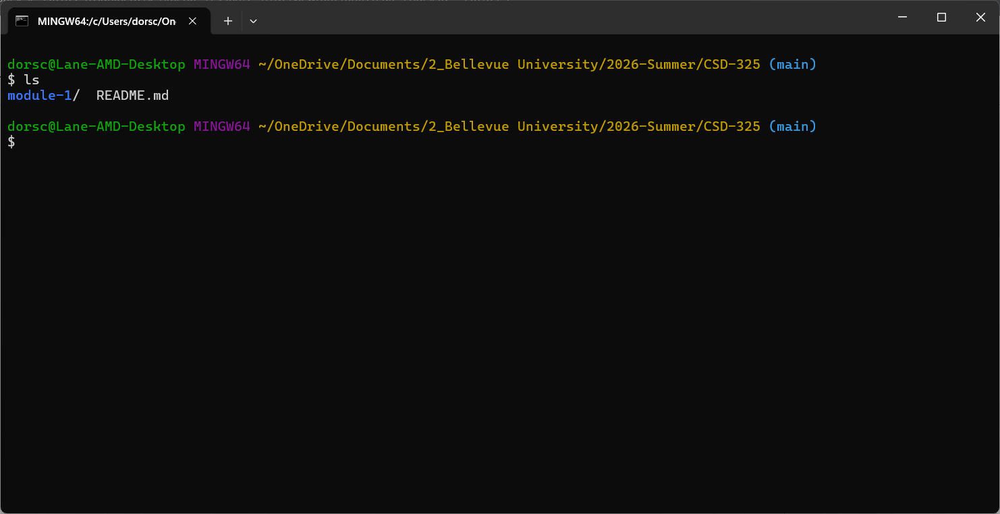 MINGW64:/c/Users/dorsc/On
dorsc@Lane-AMD-Desktop MINGW64 ~/OneDrive/Documents/2_Bellevue University/2026-Summer/CSD-325 (main)
$ ls
module-1/  README.md
dorsc@Lane-AMD-Desktop MINGW64 ~/OneDrive/Documents/2_Bellevue University/2026-Summer/CSD-325 (main)
$